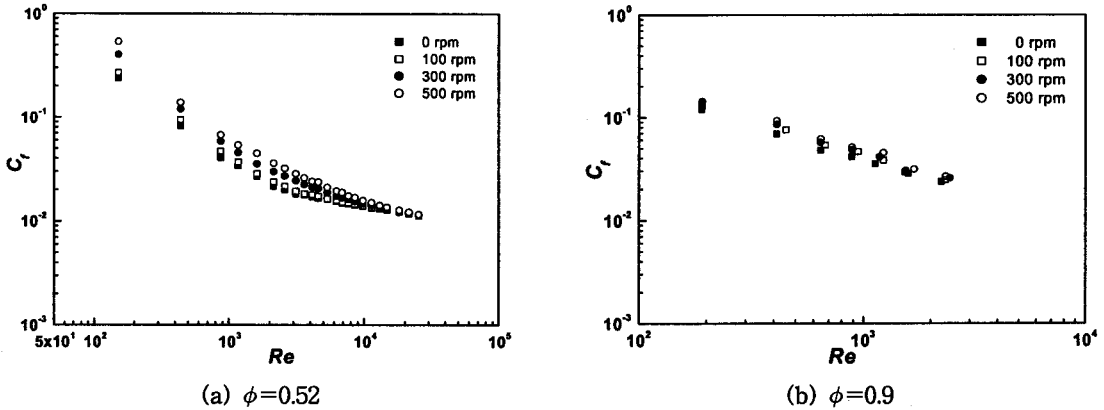 10⁰
10⁻¹
10⁻²
10⁻³
C_f
5x10¹
10²
10³
10⁴
10⁵
Re
0 rpm
100 rpm
300 rpm
500 rpm
(a) φ=0.52
10⁰
10⁻¹
10⁻²
10⁻³
C_f
10²
10³
10⁴
Re
0 rpm
100 rpm
300 rpm
500 rpm
(b) φ=0.9